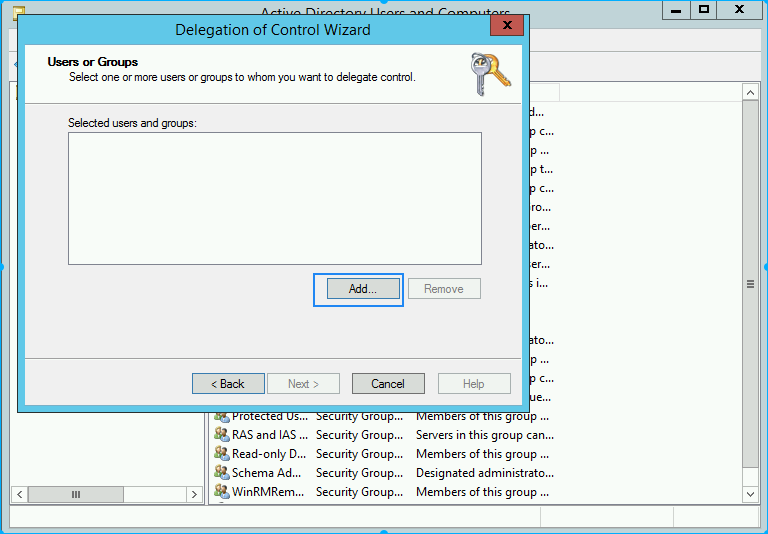 Active Directory Users and Computers
Delegation of Control Wizard
Users or Groups
Select one or more users or groups to whom you want to delegate control.
Selected users and groups:
Add...
Remove
< Back
Next >
Cancel
Help
d...
p c...
p ...
p t...
p c...
ro...
er...
ato...
ser...
s i...
ato...
p ...
p c...
ue...
Protected Us... Security Group... Members of this group ...
RAS and IAS ... Security Group... Servers in this group can...
Read-only D... Security Group... Members of this group ...
Schema Ad... Security Group... Designated administrato...
WinRMRem... Security Group... Members of this group ...